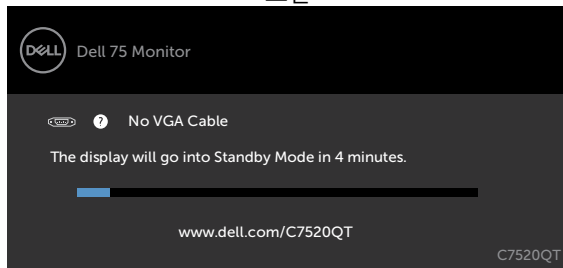 DELL
Dell 75 Monitor
? No VGA Cable
The display will go into Standby Mode in 4 minutes.
www.dell.com/C7520QT
C7520QT